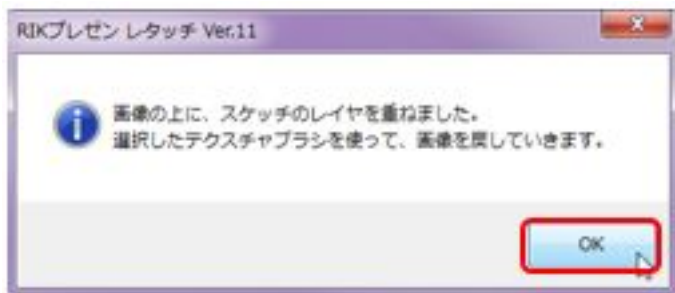 RIKプレゼン レタッチ Ver.11
画像の上に、スケッチのレイヤを重ねました。
選択したテクスチャブラシを使って、画像を戻していきます。
OK